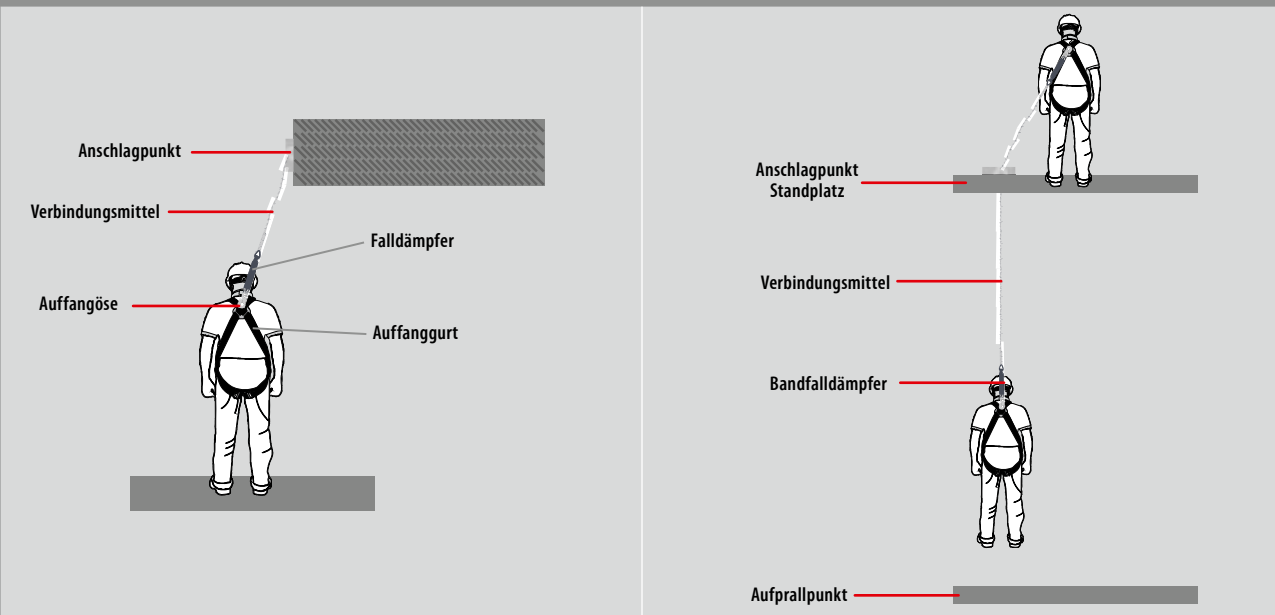 Anschlagpunkt
Verbindungsmittel
Falldämpfer
Auffangöse
Auffanggurt
Anschlagpunkt
Standplatz
Verbindungsmittel
Bandfalldämpfer
Aufprallpunkt